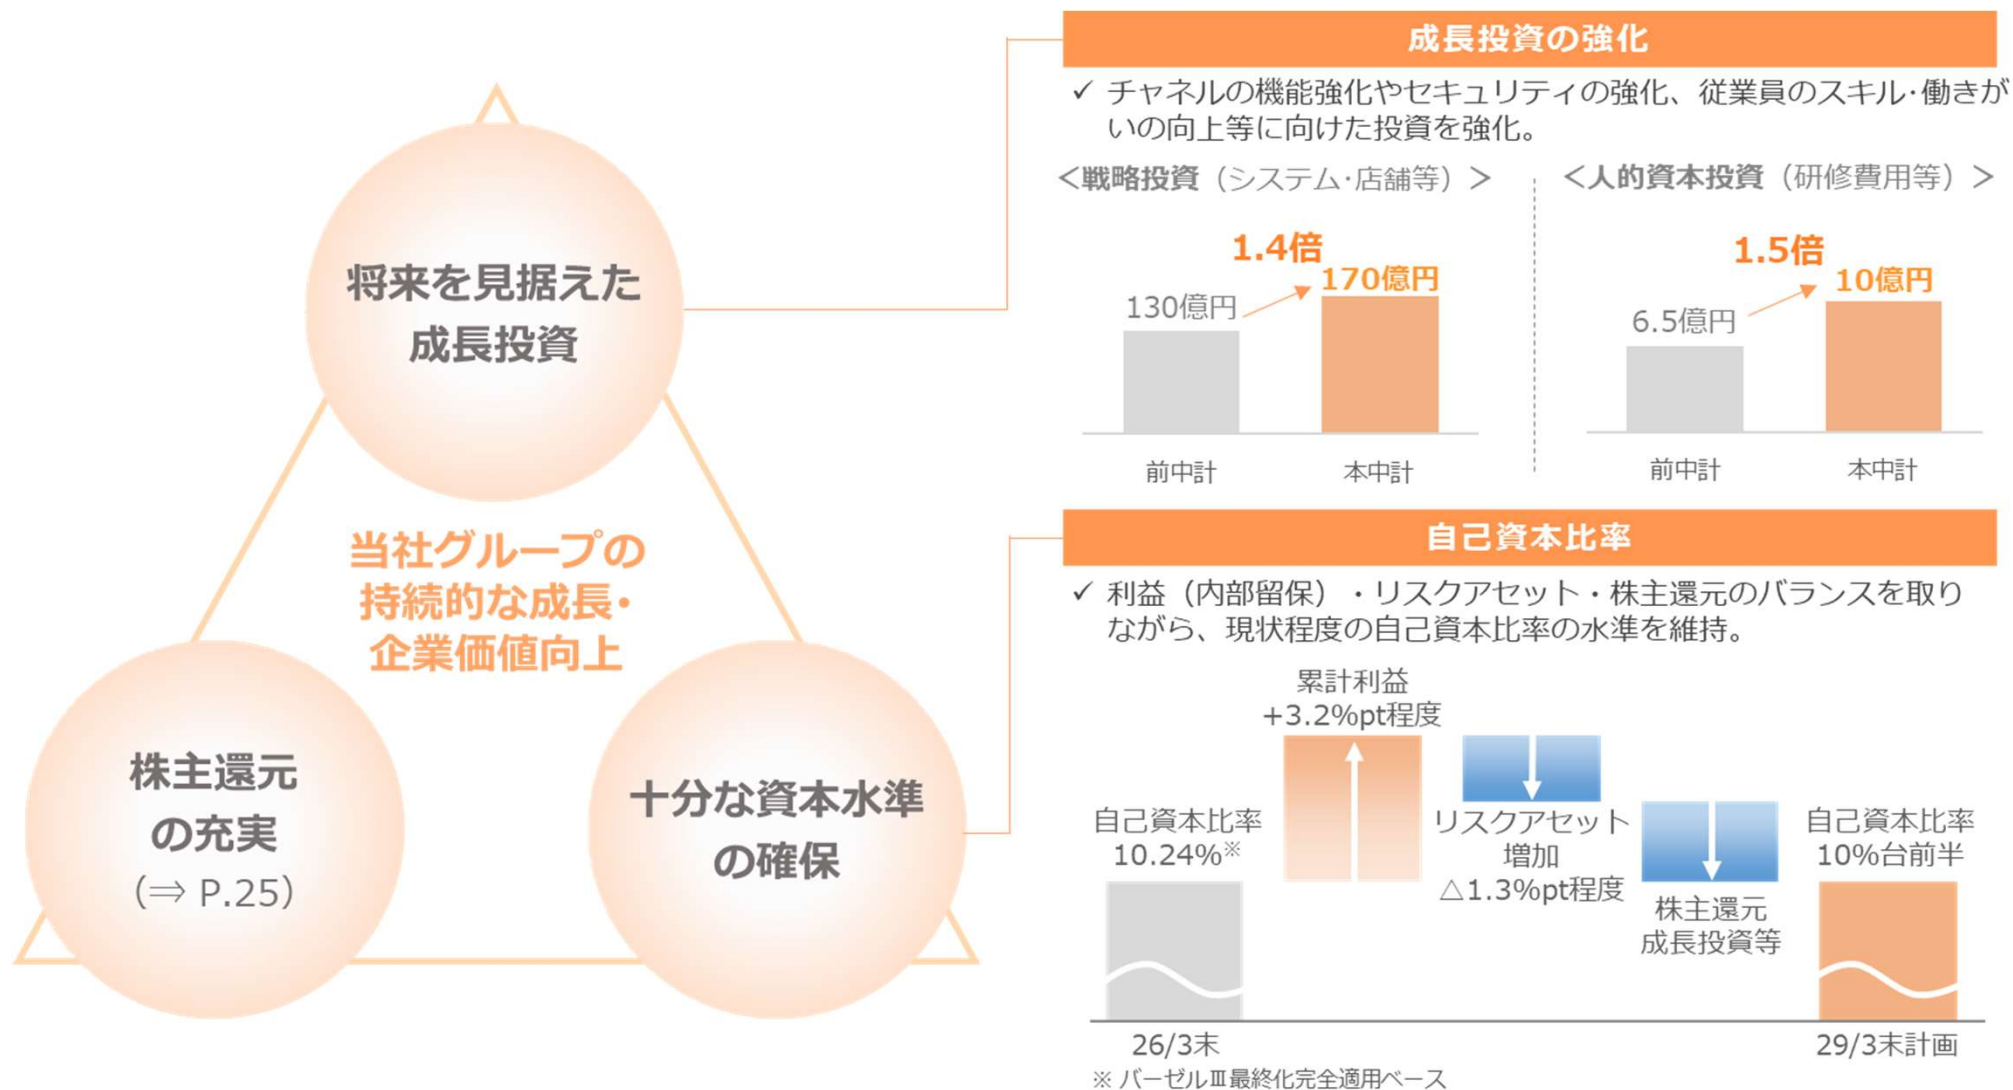 将来を見据えた
成長投資
当社グループの
持続的な成長・
企業価値向上
株主還元
の充実
(⇒ P.25)
十分な資本水準
の確保
成長投資の強化
✓ チャネルの機能強化やセキュリティの強化、従業員のスキル･働きが
いの向上等に向けた投資を強化。
＜戦略投資（システム･店舗等）＞
1.4倍
130億円
170億円
前中計
本中計
＜人的資本投資（研修費用等）＞
1.5倍
6.5億円
10億円
前中計
本中計
自己資本比率
✓ 利益（内部留保）・リスクアセット・株主還元のバランスを取り
ながら、現状程度の自己資本比率の水準を維持。
自己資本比率
10.24%※
累計利益
+3.2%pt程度
リスクアセット
増加
△1.3%pt程度
株主還元
成長投資等
自己資本比率
10%台前半
26/3末
29/3末計画
※ バーゼルⅢ最終化完全適用ベース